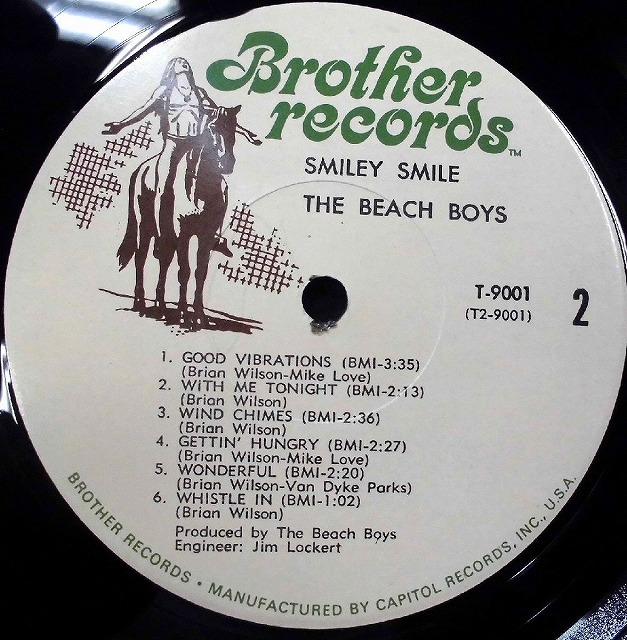 Brother
records™
SMILEY SMILE
THE BEACH BOYS
T-9001
(T2-9001)
2
1. GOOD VIBRATIONS (BMI-3:35)
(Brian Wilson-Mike Love)
2. WITH ME TONIGHT (BMI-2:13)
(Brian Wilson)
3. WIND CHIMES (BMI-2:36)
(Brian Wilson)
4. GETTIN' HUNGRY (BMI-2:27)
(Brian Wilson-Mike Love)
5. WONDERFUL (BMI-2:20)
(Brian Wilson-Van Dyke Parks)
6. WHISTLE IN (BMI-1:02)
(Brian Wilson)
Produced by The Beach Boys
Engineer: Jim Lockert
BROTHER RECORDS • MANUFACTURED BY CAPITOL RECORDS, INC., U.S.A.